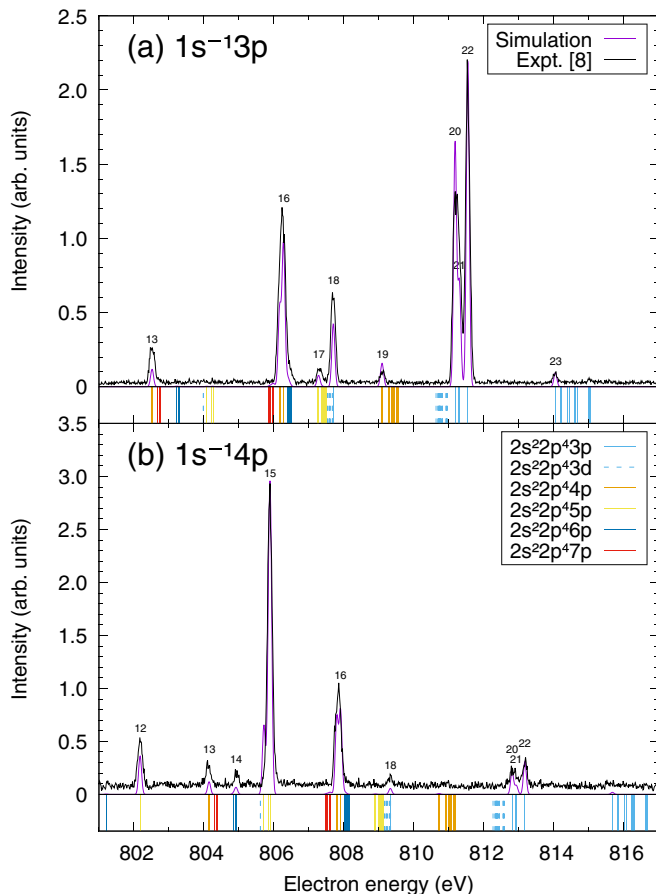 (a) 1s⁻¹3p
Simulation
Expt. [8]
Intensity (arb. units)
2.5
2.0
1.5
1.0
0.5
0
13
16
17
18
19
20
21
22
23
(b) 1s⁻¹4p
2s²2p⁴3p
2s²2p⁴3d
2s²2p⁴4p
2s²2p⁴5p
2s²2p⁴6p
2s²2p⁴7p
Intensity (arb. units)
3.5
3.0
2.5
2.0
1.5
1.0
0.5
0
12
13
14
15
16
18
20
21
22
802 804 806 808 810 812 814 816
Electron energy (eV)